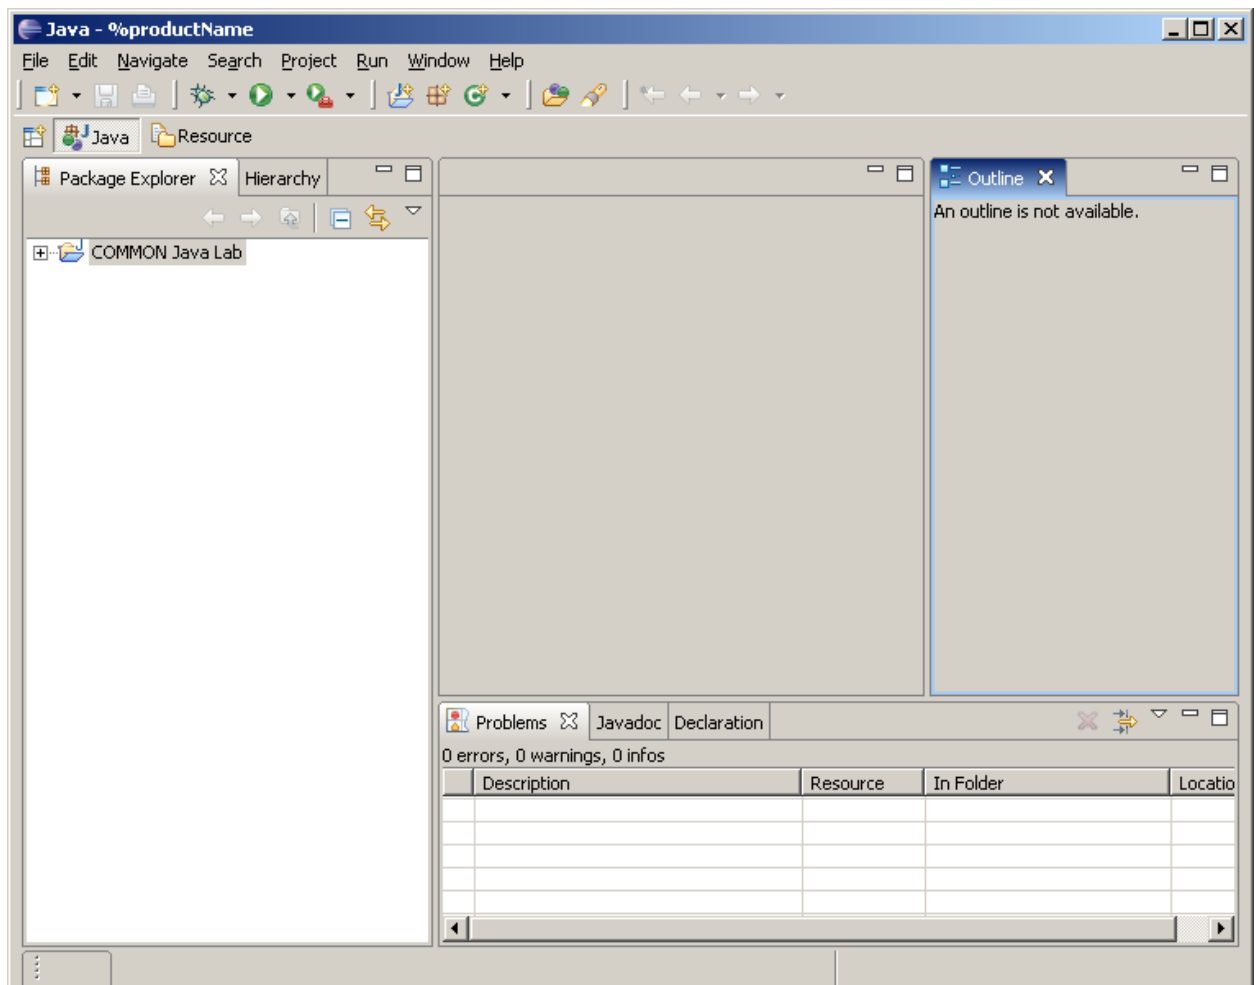 Java - %productName
File Edit Navigate Search Project Run Window Help
Java Resource
Package Explorer Hierarchy
COMMON Java Lab
Outline
An outline is not available.
Problems Javadoc Declaration
0 errors, 0 warnings, 0 infos
Description Resource In Folder Locatio